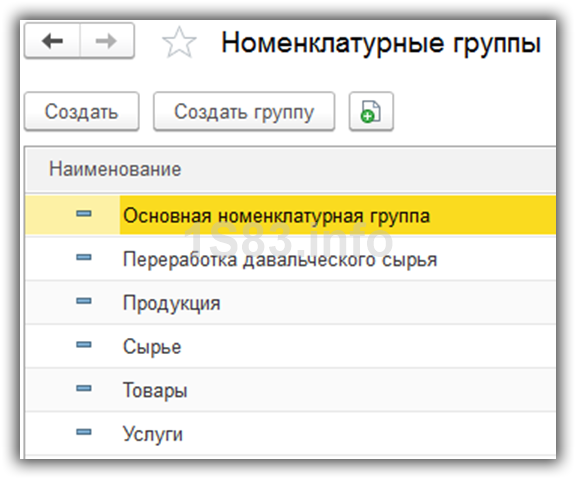 Номенклатурные группы
Создать
Создать группу
Наименование
Основная номенклатурная группа
1S83.info
Переработка давальческого сырья
Продукция
Сырье
Товары
Услуги